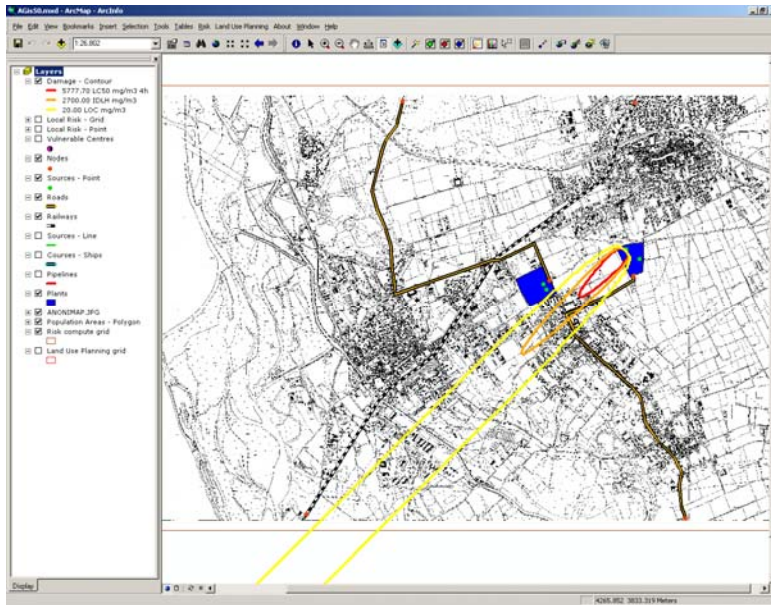 AGis50.mxd - ArcMap - ArcInfo
File Edit View Bookmarks Insert Selection Tools Tables Risk Land Use Planning About Window Help
1:26.802
Layers
Damage - Contour
5777.70 LC50 mg/m3 4h
2700.00 IDLH mg/m3
20.00 LOC mg/m3
Local Risk - Grid
Local Risk - Point
Vulnerable Centres
Nodes
Sources - Point
Roads
Railways
Sources - Line
Courses - Ships
Pipelines
Plants
ANONIMAP.JPG
Population Areas - Polygon
Risk compute grid
Land Use Planning grid
Display
4265.852 3833.319 Meters